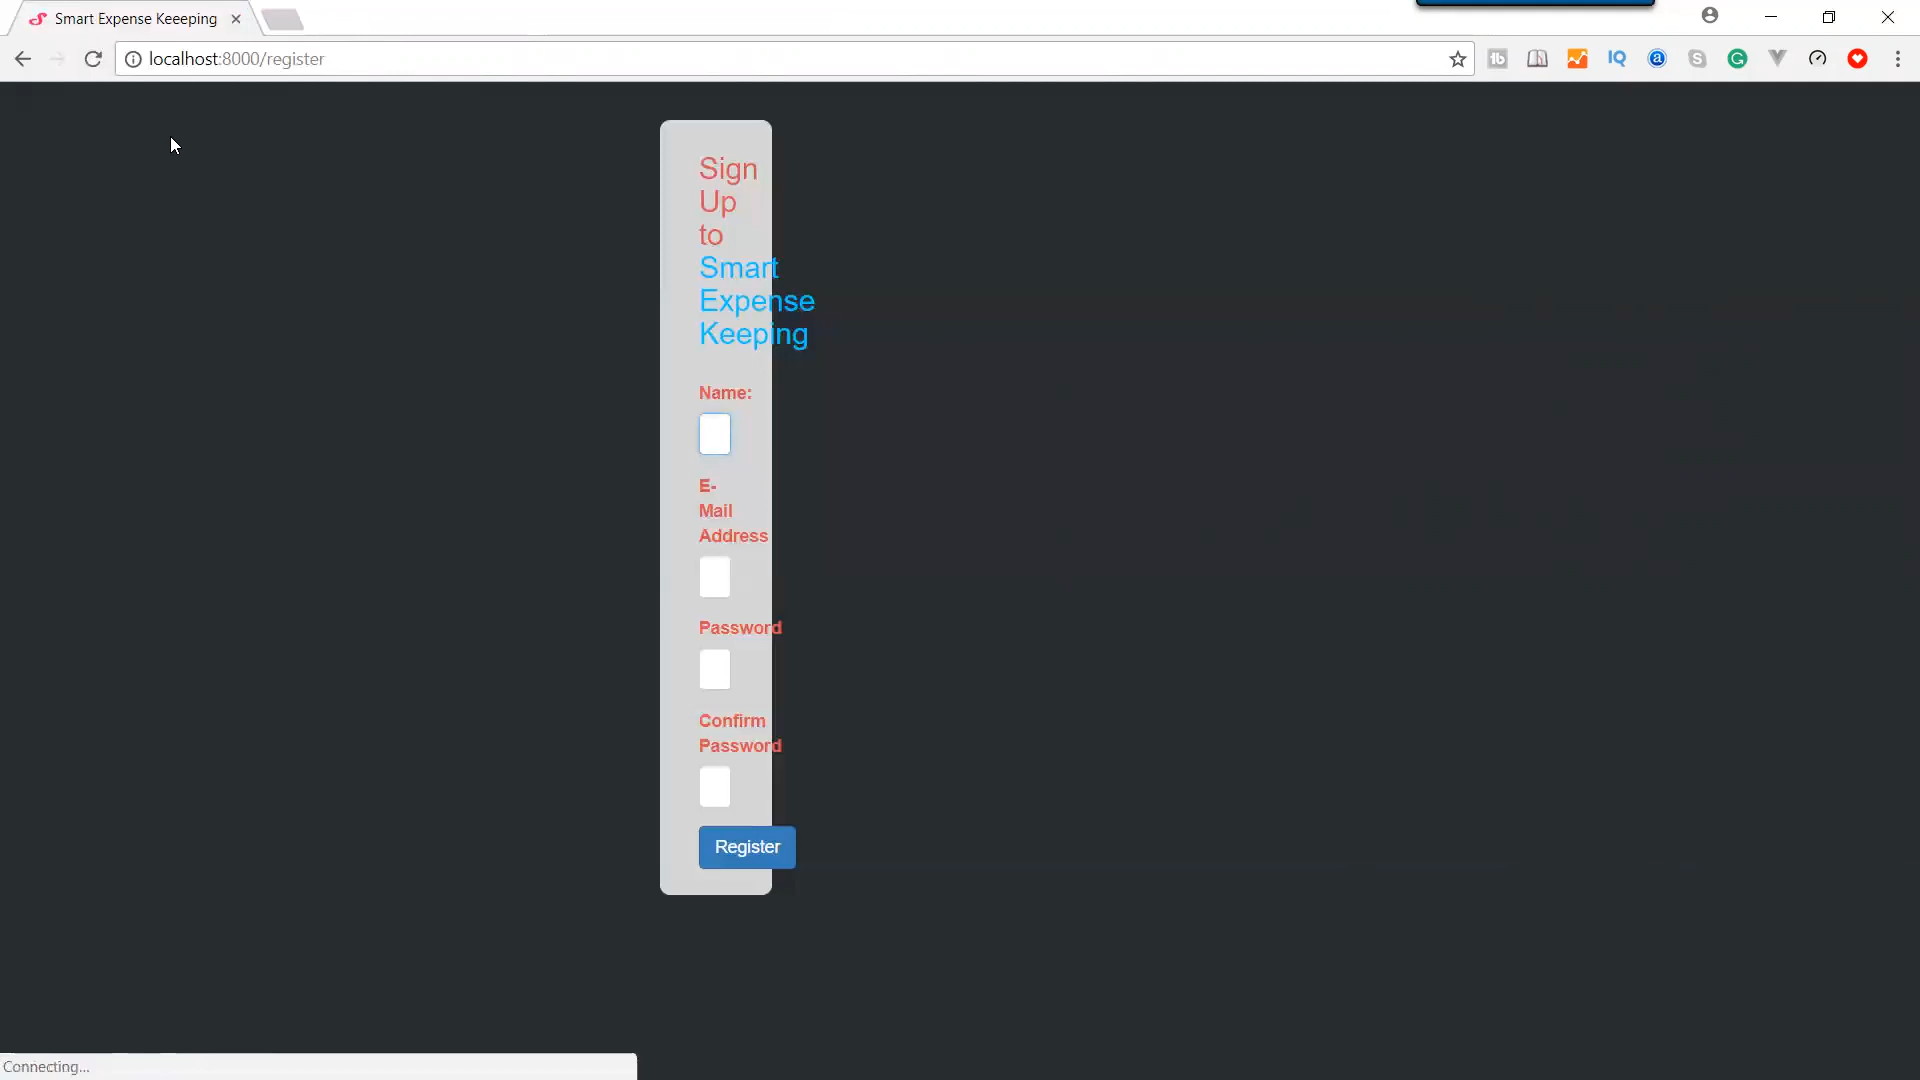 Smart Expense Keeeping
localhost:8000/register
Sign
Up
to
Smart
Expense
Keeping
Name:
E-
Mail
Address
Password
Confirm
Password
Register
Connecting...